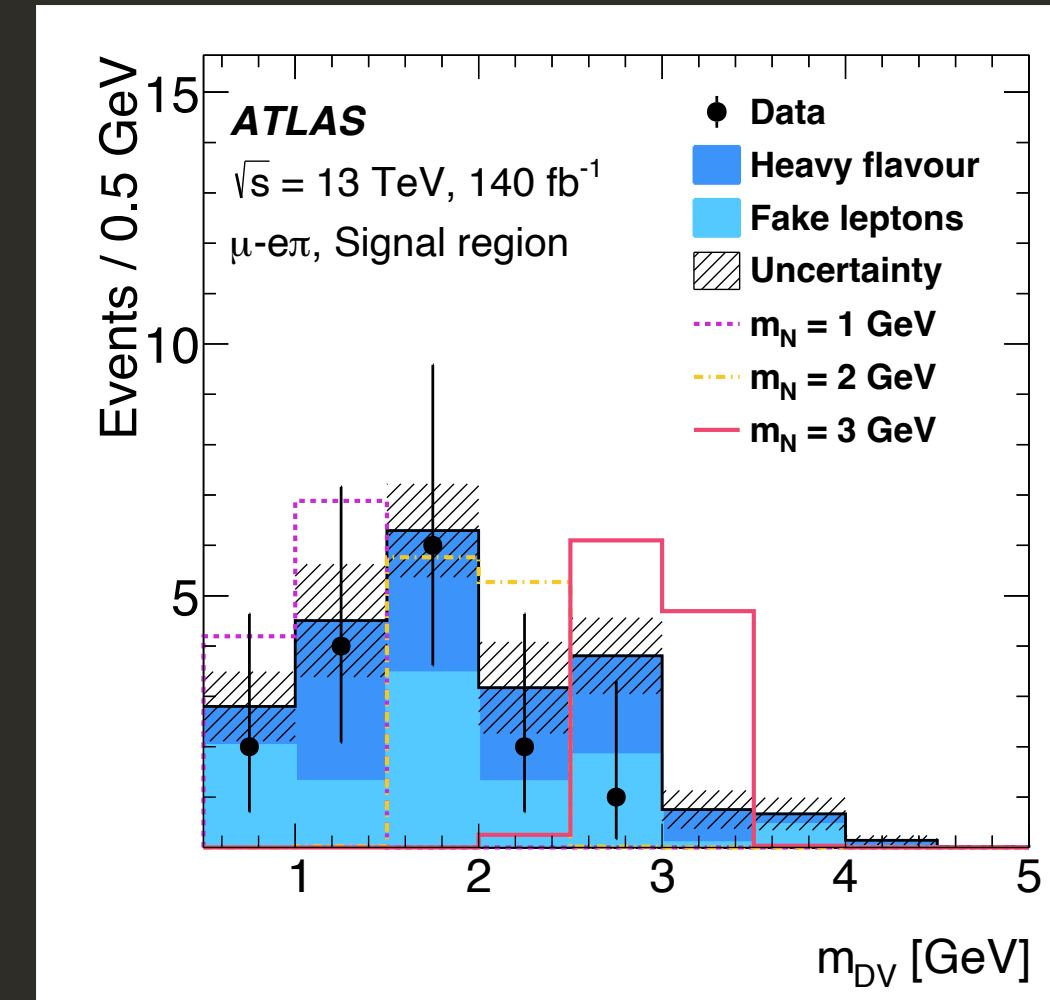 Events / 0.5 GeV
15
10
5
ATLAS
√s = 13 TeV, 140 fb⁻¹
μ-eπ, Signal region
Data
Heavy flavour
Fake leptons
Uncertainty
m_N = 1 GeV
m_N = 2 GeV
m_N = 3 GeV
1 2 3 4 5
m_DV [GeV]